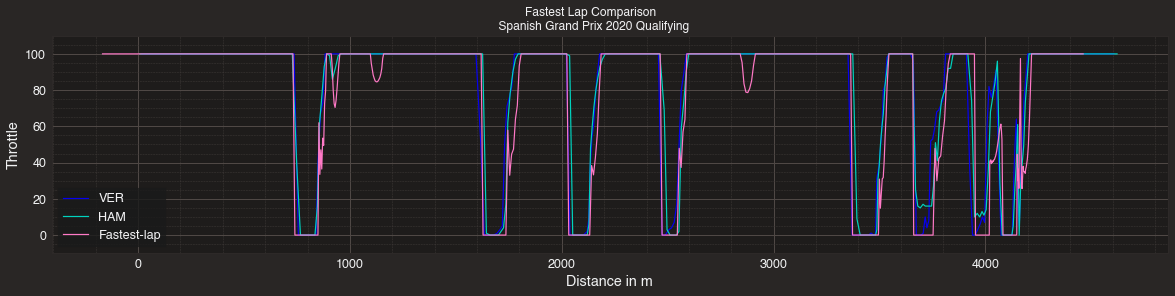 Fastest Lap Comparison
Spanish Grand Prix 2020 Qualifying
Throttle
100
80
60
40
20
0
VER
HAM
Fastest-lap
0
1000
2000
3000
4000
Distance in m